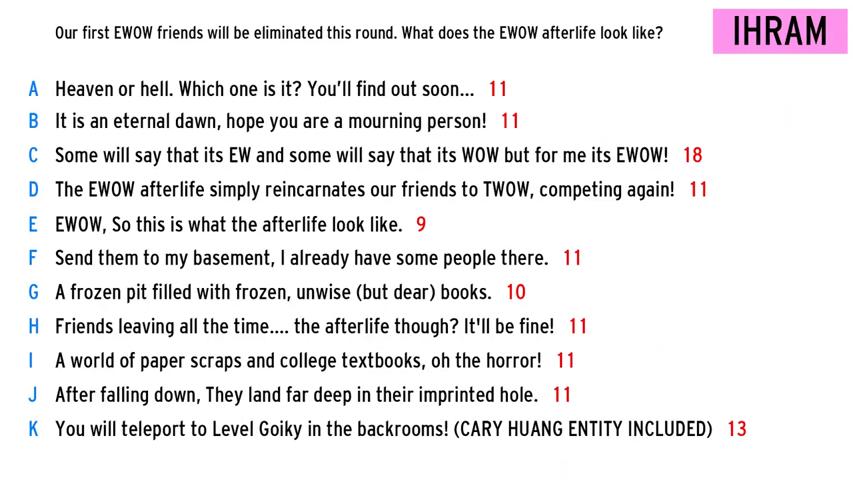 Our first EWOW friends will be eliminated this round. What does the EWOW afterlife look like?
IHRAM
A Heaven or hell. Which one is it? You'll find out soon... 11
B It is an eternal dawn, hope you are a mourning person! 11
C Some will say that its EW and some will say that its WOW but for me its EWOW! 18
D The EWOW afterlife simply reincarnates our friends to TWOW, competing again! 11
E EWOW, So this is what the afterlife look like. 9
F Send them to my basement, I already have some people there. 11
G A frozen pit filled with frozen, unwise (but dear) books. 10
H Friends leaving all the time.... the afterlife though? It'll be fine! 11
I A world of paper scraps and college textbooks, oh the horror! 11
J After falling down, They land far deep in their imprinted hole. 11
K You will teleport to Level Goiky in the backrooms! (CARY HUANG ENTITY INCLUDED) 13